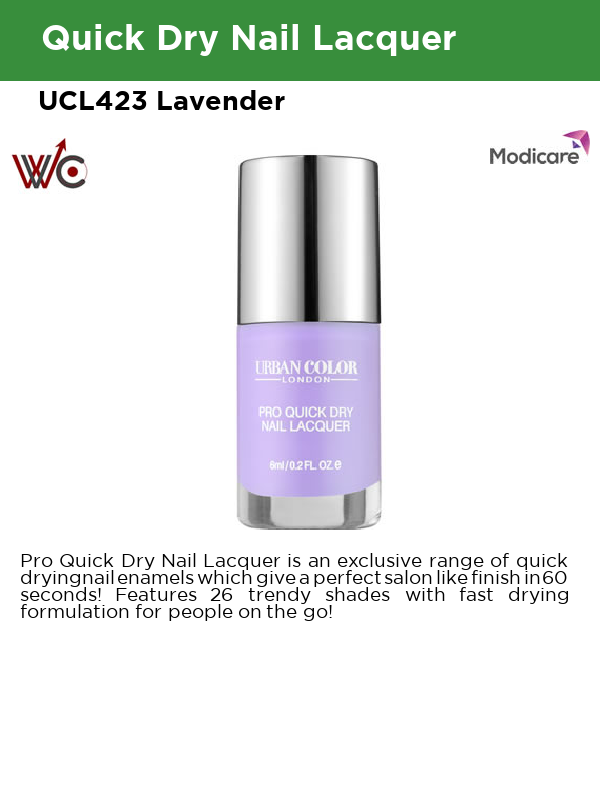 Quick Dry Nail Lacquer
UCL423 Lavender
WC
Modicare
URBAN COLOR
LONDON
PRO QUICK DRY
NAIL LACQUER
6ml/0.2 FL. OZ.e
Pro Quick Dry Nail Lacquer is an exclusive range of quick
dryingnail enamels which give a perfect salon like finish in 60
seconds! Features 26 trendy shades with fast drying
formulation for people on the go!